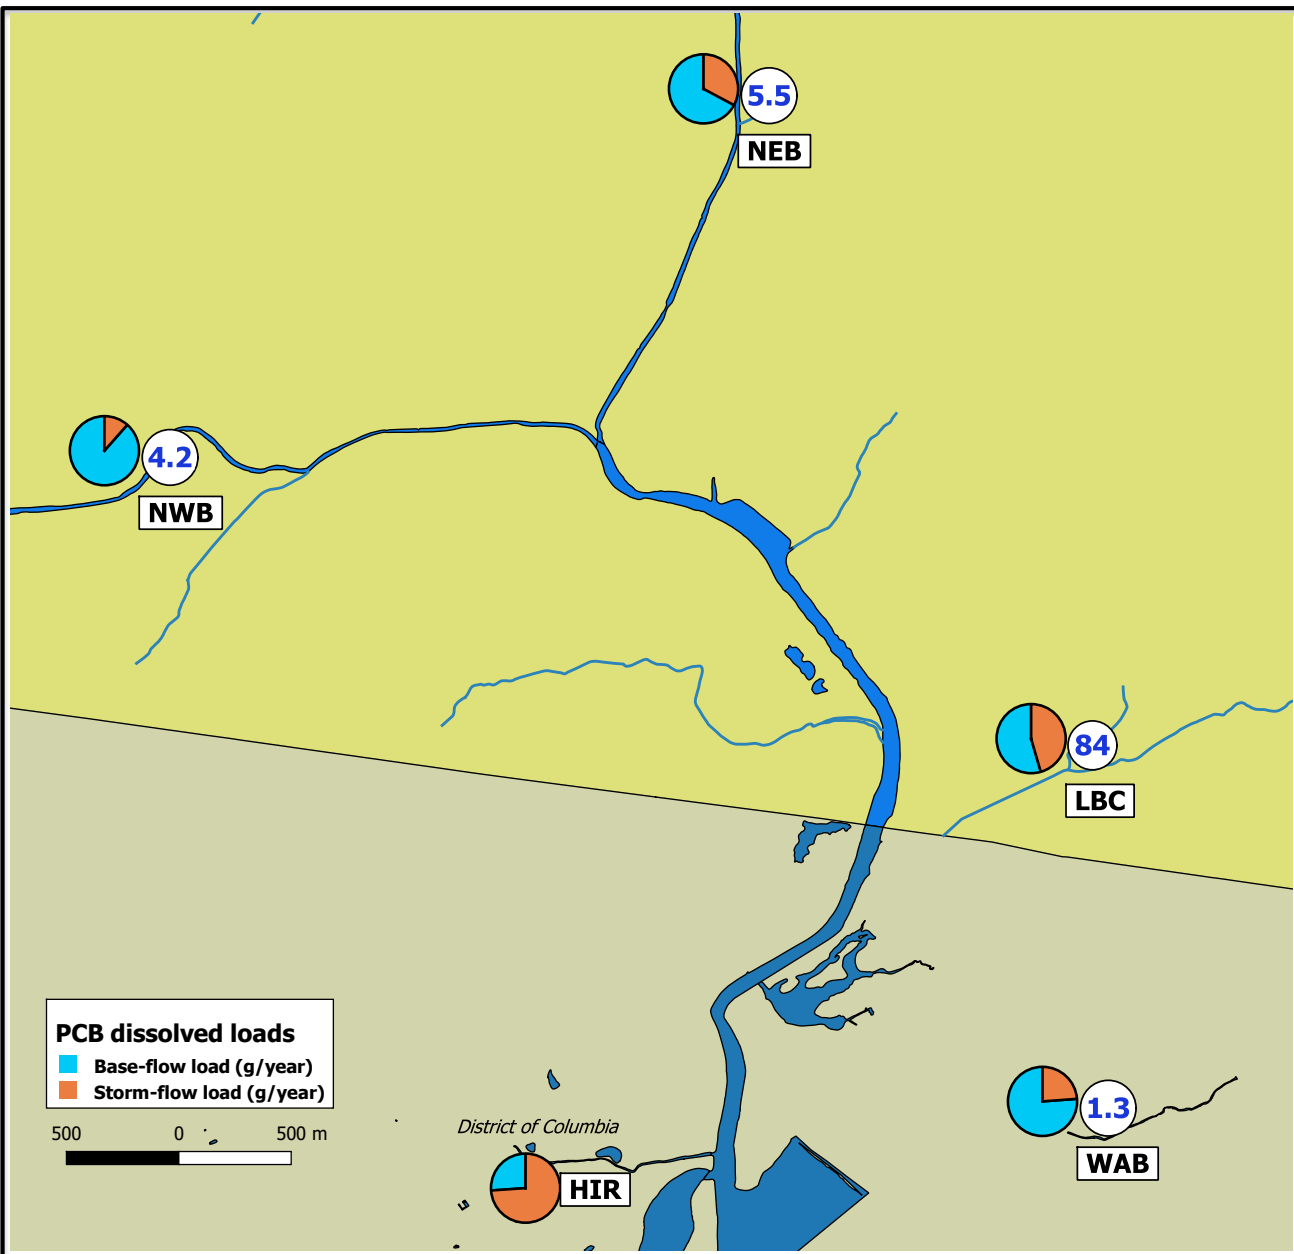 5.5
NEB
4.2
NWB
84
LBC
PCB dissolved loads
Base-flow load (g/year)
Storm-flow load (g/year)
500 0 500 m
District of Columbia
HIR
1.3
WAB